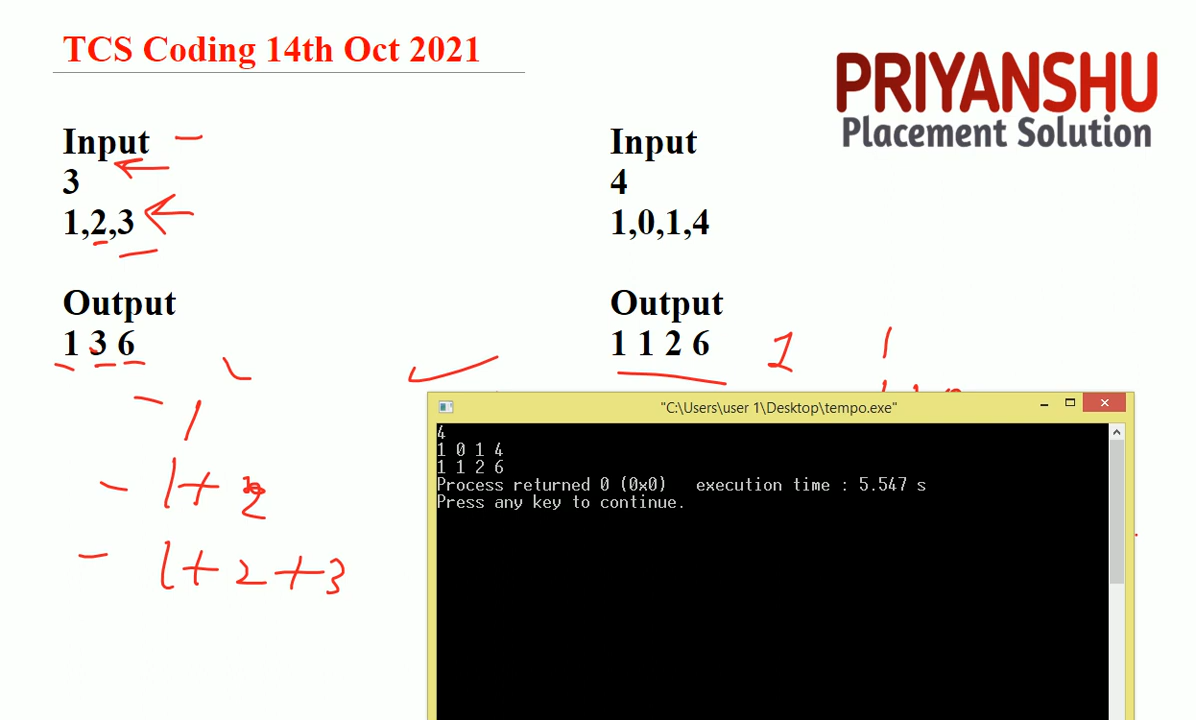 TCS Coding 14th Oct 2021
PRIYANSHU
Placement Solution
Input
3
1,2,3
Output
1 3 6
1
1+2
1+2+3
Input
4
1,0,1,4
Output
1 1 2 6
1
1
"C:\Users\user 1\Desktop\tempo.exe"
4
1 0 1 4
1 1 2 6
Process returned 0 (0x0) execution time : 5.547 s
Press any key to continue.